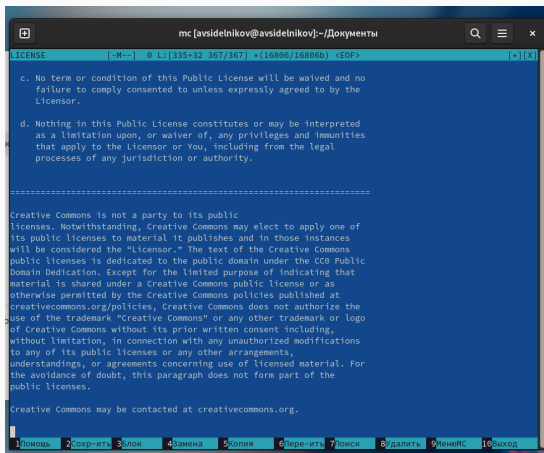 mc [avsidelnikov@avsidelnikov]:~/Документы
LICENSE [-M--] 0 L:[335+32 367/367] *(16806/16806b) <EOF> [*][X]
c. No term or condition of this Public License will be waived and no
failure to comply consented to unless expressly agreed to by the
Licensor.
d. Nothing in this Public License constitutes or may be interpreted
as a limitation upon, or waiver of, any privileges and immunities
that apply to the Licensor or You, including from the legal
processes of any jurisdiction or authority.
=======================================================================
Creative Commons is not a party to its public
licenses. Notwithstanding, Creative Commons may elect to apply one of
its public licenses to material it publishes and in those instances
will be considered the “Licensor.” The text of the Creative Commons
public licenses is dedicated to the public domain under the CC0 Public
Domain Dedication. Except for the limited purpose of indicating that
material is shared under a Creative Commons public license or as
otherwise permitted by the Creative Commons policies published at
creativecommons.org/policies, Creative Commons does not authorize the
use of the trademark "Creative Commons" or any other trademark or logo
of Creative Commons without its prior written consent including,
without limitation, in connection with any unauthorized modifications
to any of its public licenses or any other arrangements,
understandings, or agreements concerning use of licensed material. For
the avoidance of doubt, this paragraph does not form part of the
public licenses.
Creative Commons may be contacted at creativecommons.org.
1Помощь 2Сохр~ить 3Блок 4Замена 5Копия 6Пере~ить 7Поиск 8Удалить 9МенюMC 10Выход